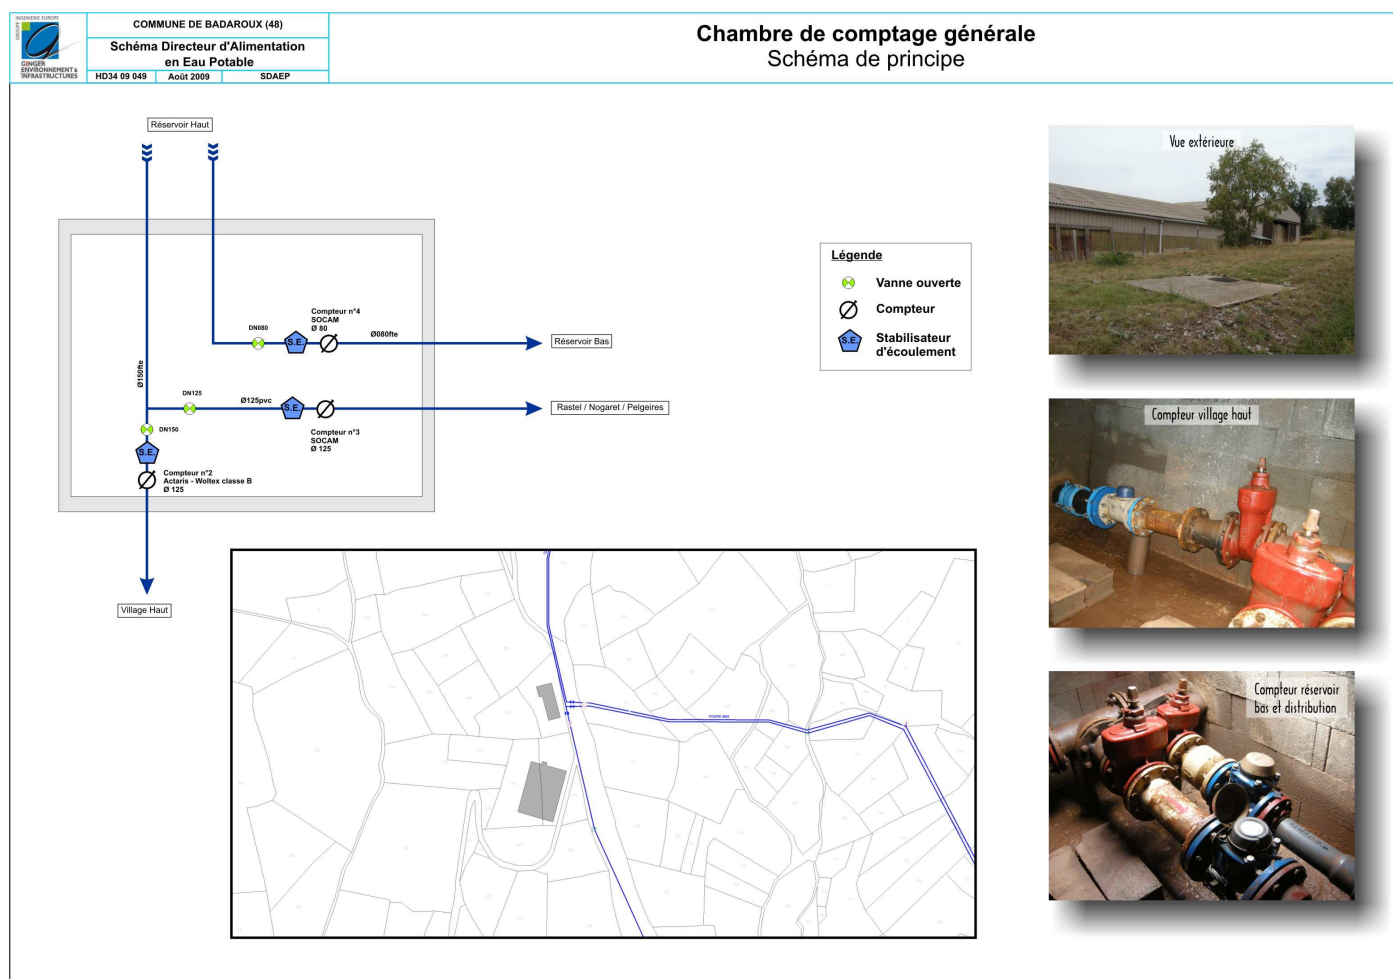 GROUPE
INGENIERIE EUROPE
GINGER
ENVIRONNEMENT &
INFRASTRUCTURES
COMMUNE DE BADAROUX (48)
Schéma Directeur d'Alimentation
en Eau Potable
HD34 09 049
Août 2009
SDAEP
Chambre de comptage générale
Schéma de principe
Réservoir Haut
Compteur n°4
SOCAM
Ø 80
DN080
Ø080fte
S.E.
Réservoir Bas
Ø150fte
DN125
Ø125pvc
S.E.
Rastel / Nogaret / Pelgeires
DN150
Compteur n°3
SOCAM
Ø 125
S.E.
Compteur n°2
Actaris - Woltex classe B
Ø 125
Village Haut
Légende
Vanne ouverte
Compteur
S.E.
Stabilisateur
d'écoulement
Vue extérieure
Compteur village haut
Compteur réservoir
bas et distribution